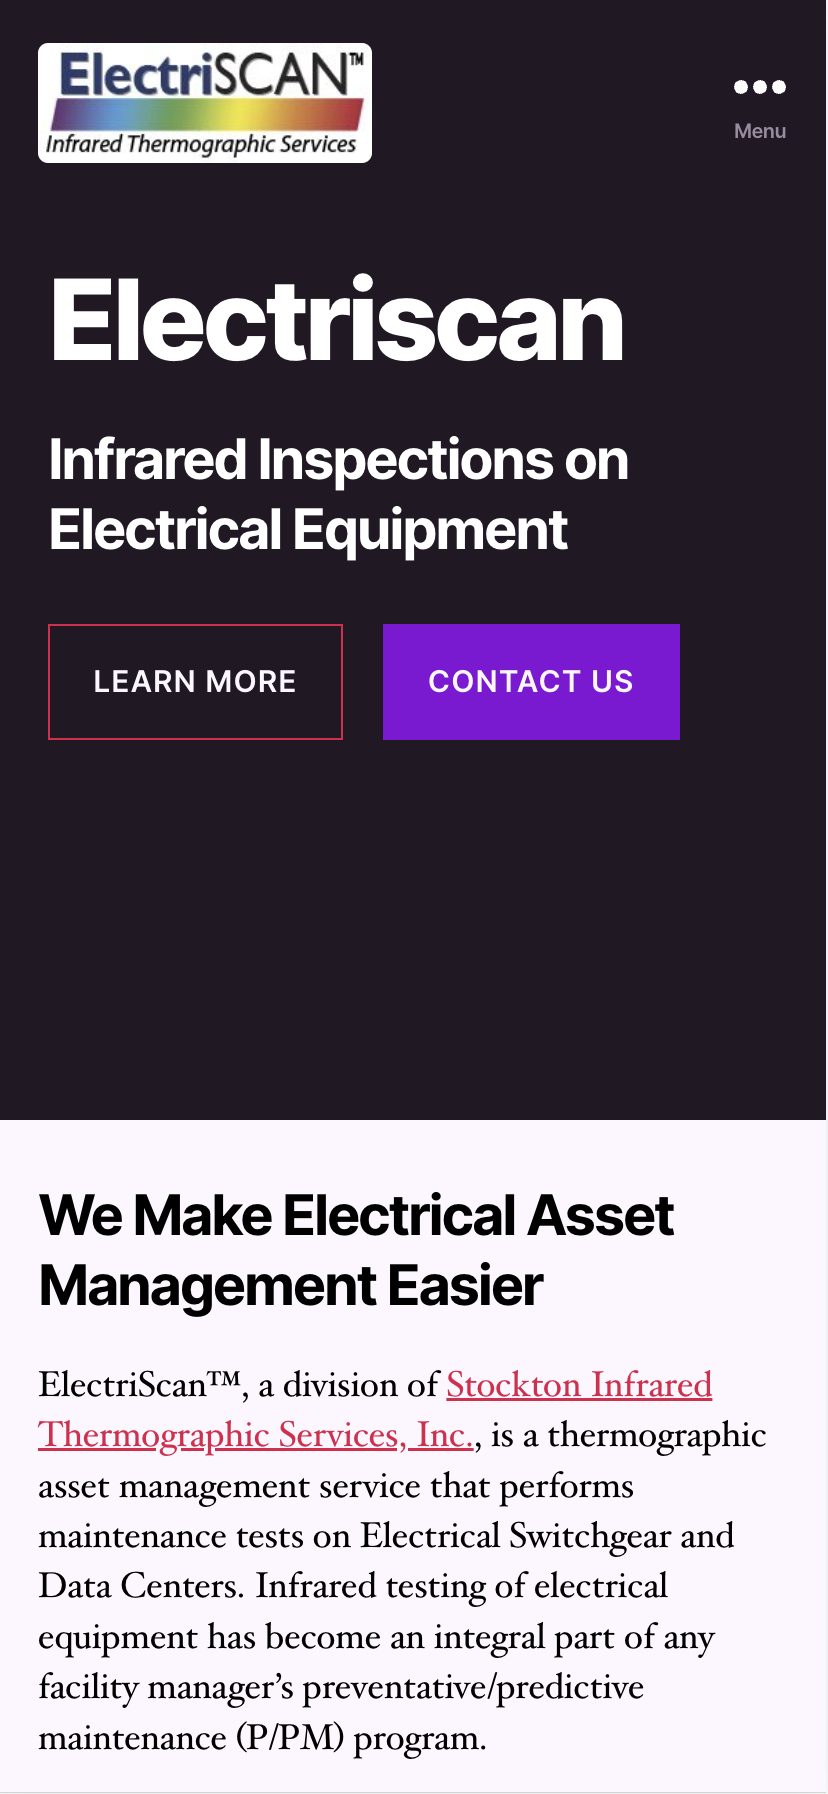 ElectriSCAN™
Infrared Thermographic Services
Menu
Electriscan
Infrared Inspections on
Electrical Equipment
LEARN MORE
CONTACT US
We Make Electrical Asset
Management Easier
ElectriScan™, a division of Stockton Infrared
Thermographic Services, Inc., is a thermographic
asset management service that performs
maintenance tests on Electrical Switchgear and
Data Centers. Infrared testing of electrical
equipment has become an integral part of any
facility manager’s preventative/predictive
maintenance (P/PM) program.